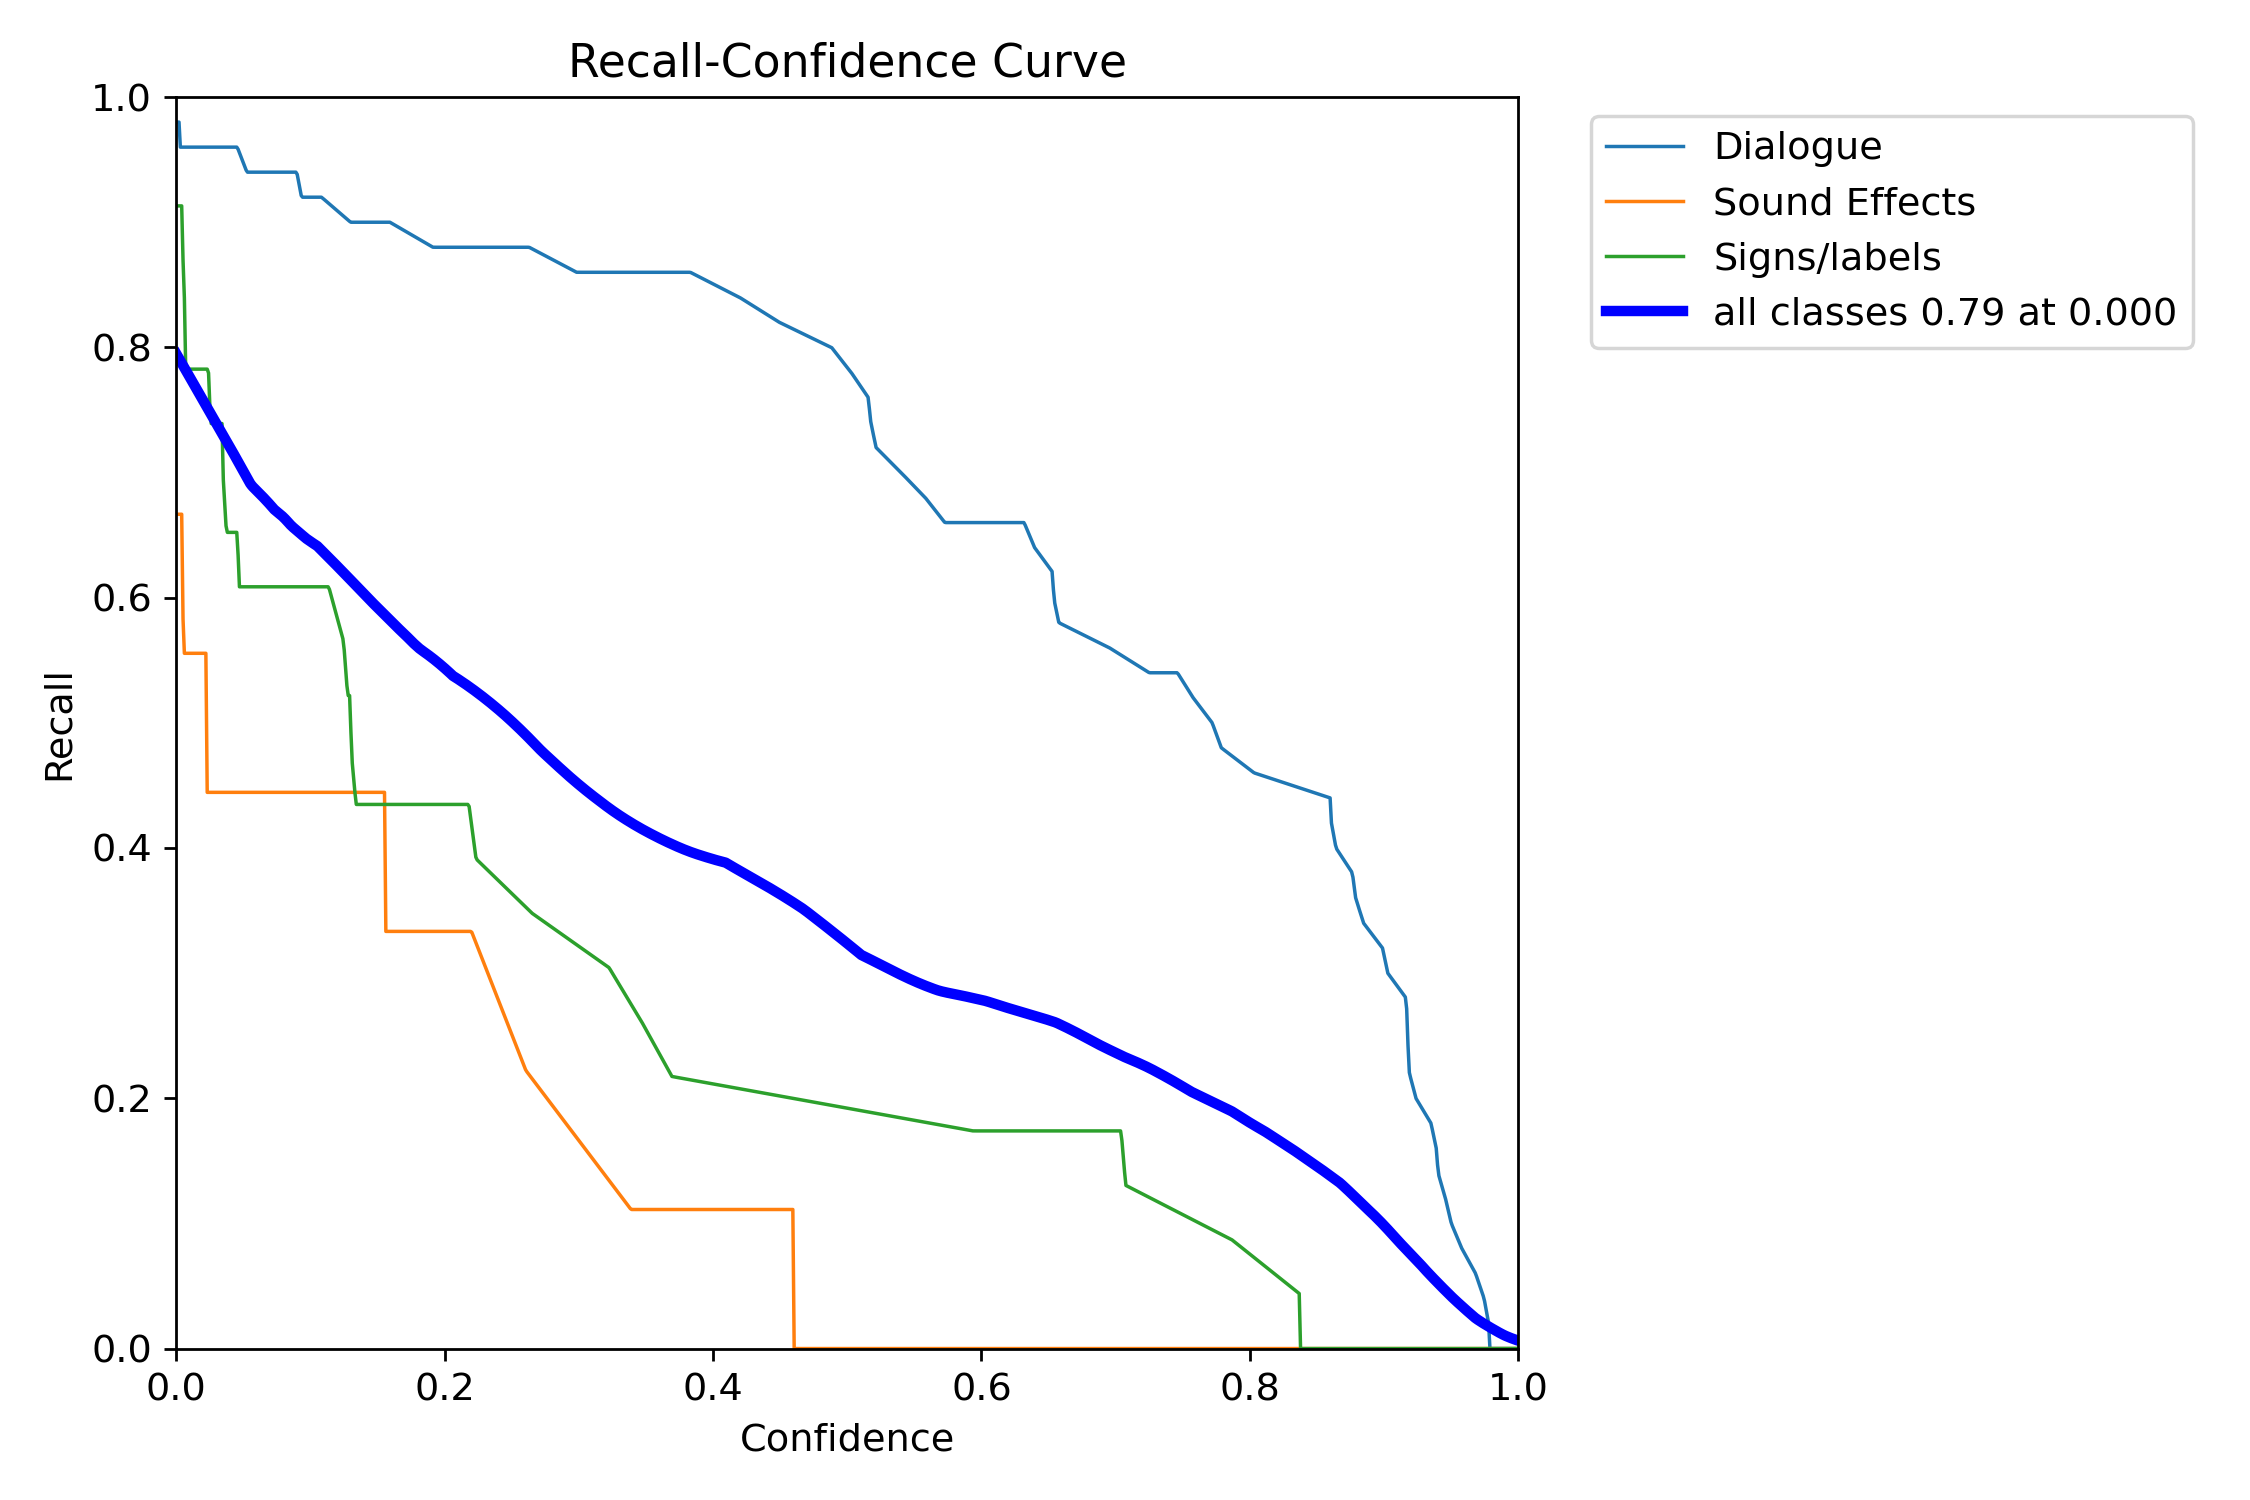 Recall-Confidence Curve
1.0
0.8
0.6
0.4
0.2
0.0
Recall
0.0 0.2 0.4 0.6 0.8 1.0
Confidence
Dialogue
Sound Effects
Signs/labels
all classes 0.79 at 0.000